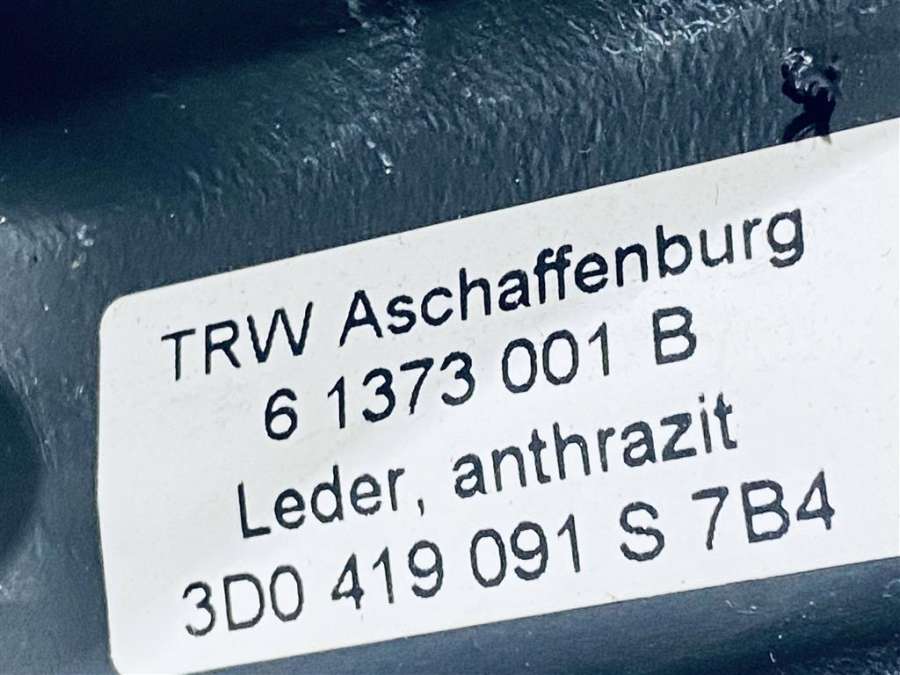 TRW Aschaffenburg
6 1373 001 B
Leder, anthrazit
3D0 419 091 S 7B4